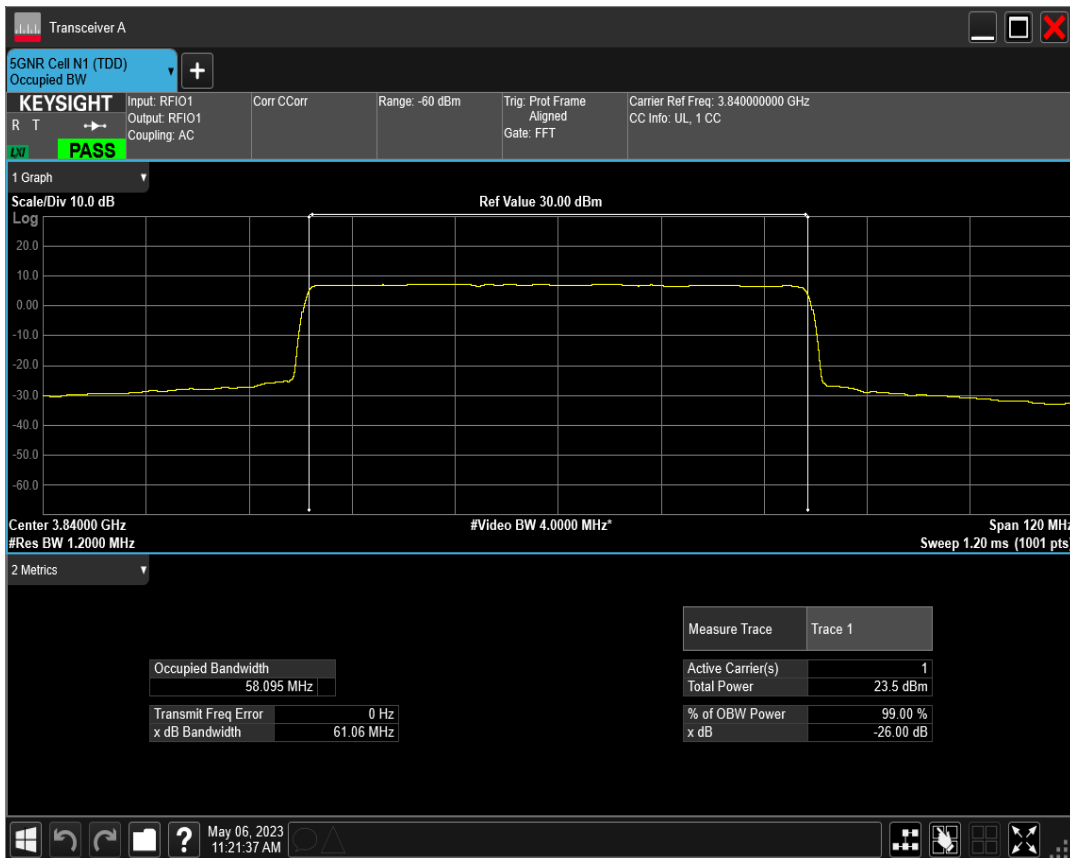 Transceiver A
5GNR Cell N1 (TDD)
Occupied BW
+
KEYSIGHT
R T
LXI
PASS
Input: RFIO1
Output: RFIO1
Coupling: AC
Corr CCorr
Range: -60 dBm
Trig: Prot Frame
Aligned
Gate: FFT
Carrier Ref Freq: 3.840000000 GHz
CC Info: UL, 1 CC
1 Graph
Scale/Div 10.0 dB
Ref Value 30.00 dBm
Log
20.0
10.0
0.00
-10.0
-20.0
-30.0
-40.0
-50.0
-60.0
Center 3.84000 GHz
#Video BW 4.0000 MHz*
Span 120 MHz
#Res BW 1.2000 MHz
Sweep 1.20 ms (1001 pts)
2 Metrics
Measure Trace Trace 1
Occupied Bandwidth
58.095 MHz
Active Carrier(s) 1
Total Power 23.5 dBm
Transmit Freq Error 0 Hz
x dB Bandwidth 61.06 MHz
% of OBW Power 99.00 %
x dB -26.00 dB
?
May 06, 2023
11:21:37 AM